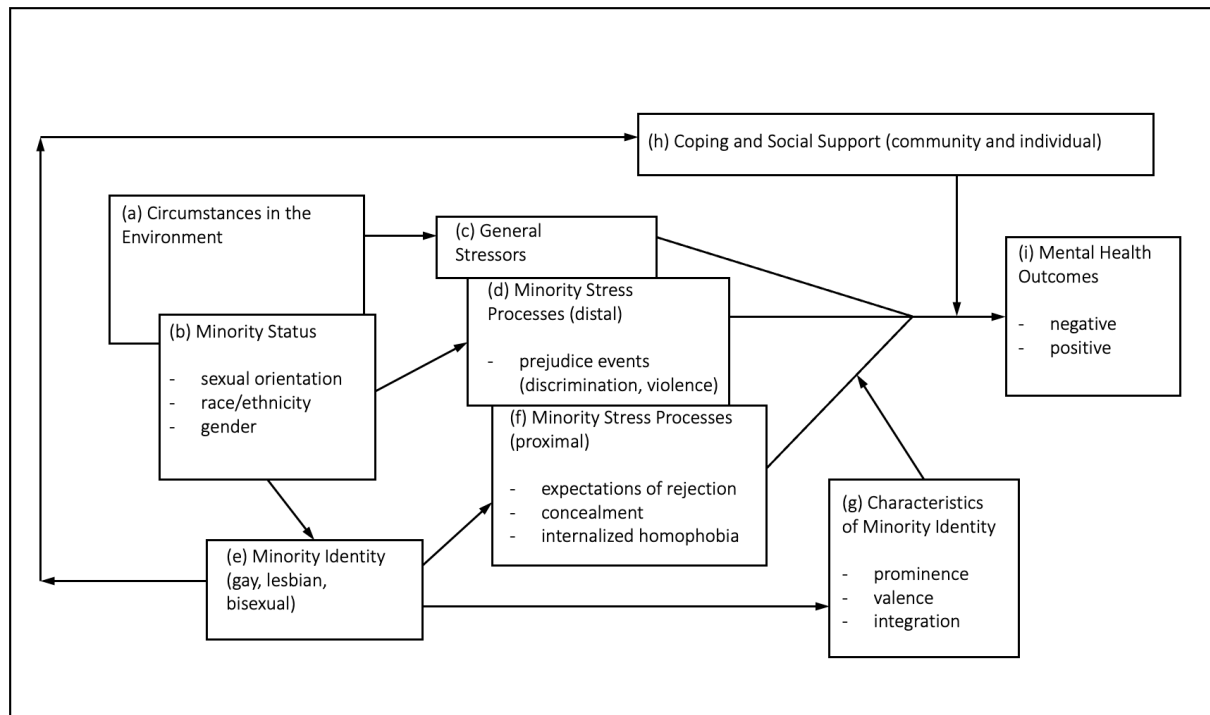 (h) Coping and Social Support (community and individual)
(a) Circumstances in the
Environment
(c) General
Stressors
(i) Mental Health
Outcomes
- negative
- positive
(d) Minority Stress
Processes (distal)
- prejudice events
(discrimination, violence)
(b) Minority Status
- sexual orientation
- race/ethnicity
- gender
(f) Minority Stress Processes
(proximal)
- expectations of rejection
- concealment
- internalized homophobia
(g) Characteristics
of Minority Identity
- prominence
- valence
- integration
(e) Minority Identity
(gay, lesbian,
bisexual)